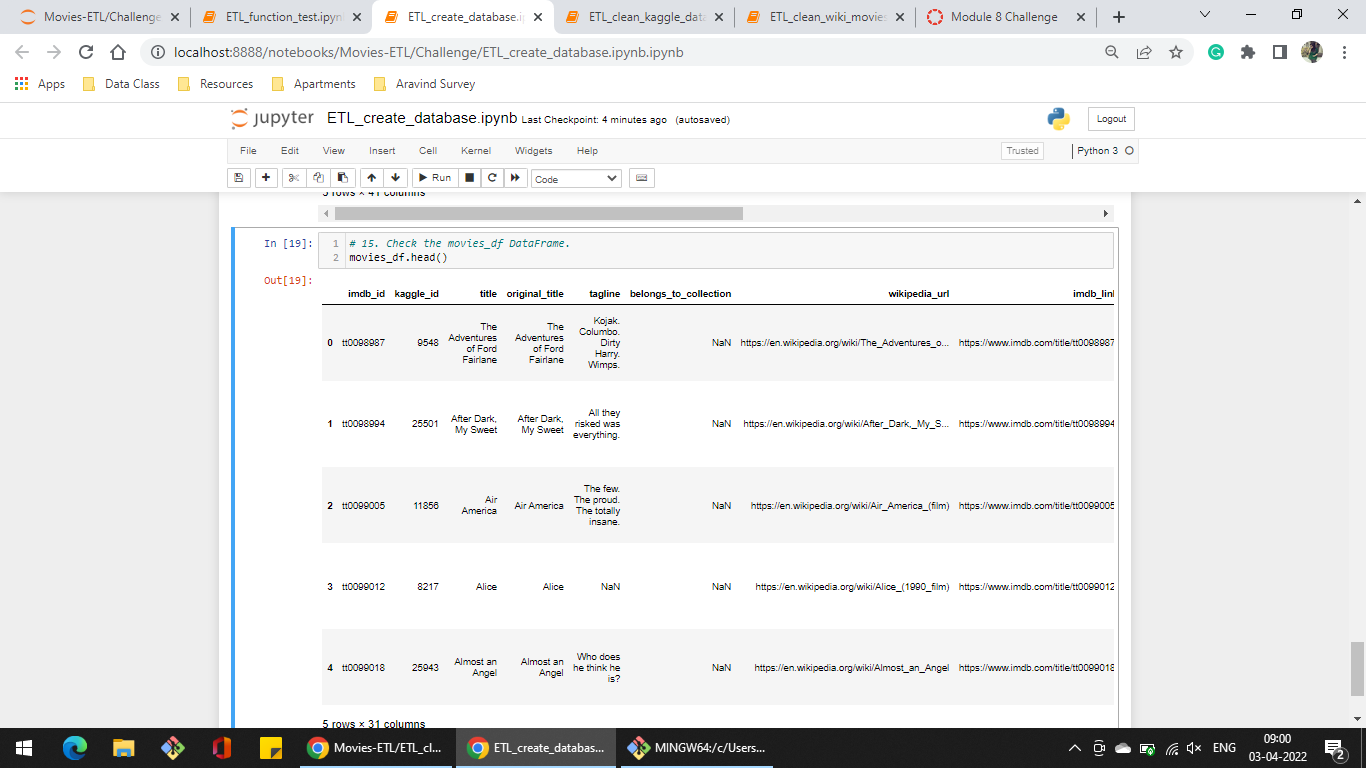 Movies-ETL/Challenge
ETL_function_test.ipyn
ETL_create_database.i
ETL_clean_kaggle_data
ETL_clean_wiki_movies
Module 8 Challenge
localhost:8888/notebooks/Movies-ETL/Challenge/ETL_create_database.ipynb.ipynb
Apps
Data Class
Resources
Apartments
Aravind Survey
jupyter ETL_create_database.ipynb Last Checkpoint: 4 minutes ago (autosaved)
Logout
File Edit View Insert Cell Kernel Widgets Help
Trusted
Python 3
Run
Code
5 rows × 41 columns
In [19]:
1 # 15. Check the movies_df DataFrame.
2 movies_df.head()
Out[19]:
imdb_id kaggle_id title original_title tagline belongs_to_collection wikipedia_url imdb_link
0 tt0098987 9548 The Adventures of Ford Fairlane The Adventures of Ford Fairlane Kojak. Columbo. Dirty Harry. Wimps. NaN https://en.wikipedia.org/wiki/The_Adventures_o... https://www.imdb.com/title/tt0098987
1 tt0098994 25501 After Dark, My Sweet After Dark, My Sweet All they risked was everything. NaN https://en.wikipedia.org/wiki/After_Dark,_My_S... https://www.imdb.com/title/tt0098994
2 tt0099005 11856 Air America Air America The few. The proud. The totally insane. NaN https://en.wikipedia.org/wiki/Air_America_(film) https://www.imdb.com/title/tt0099005
3 tt0099012 8217 Alice Alice NaN NaN https://en.wikipedia.org/wiki/Alice_(1990_film) https://www.imdb.com/title/tt0099012
4 tt0099018 25943 Almost an Angel Almost an Angel Who does he think he is? NaN https://en.wikipedia.org/wiki/Almost_an_Angel https://www.imdb.com/title/tt0099018
5 rows × 31 columns
Movies-ETL/ETL_cl...
ETL_create_databas...
MINGW64:/c/Users...
ENG
09:00
03-04-2022
2